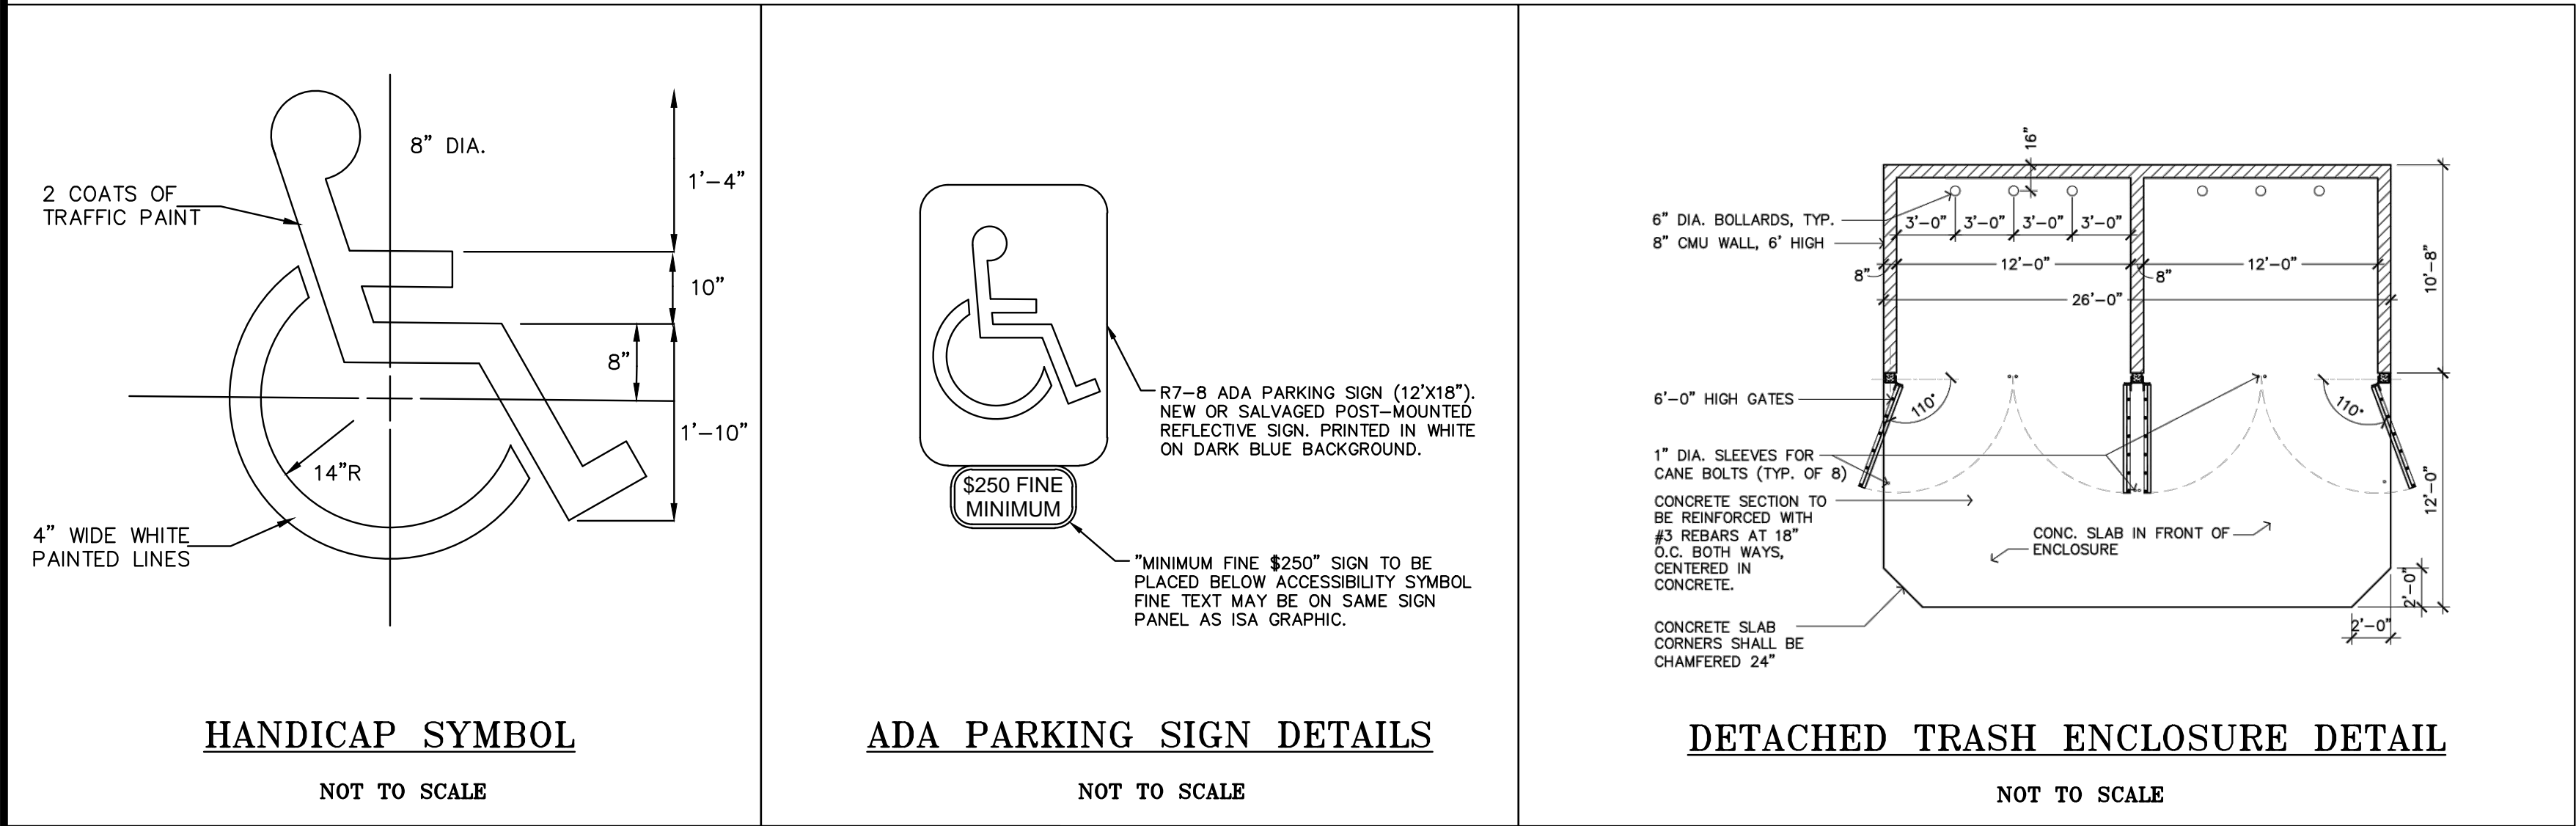 8” DIA.
1’-4”
2 COATS OF
TRAFFIC PAINT
10”
8”
1’-10”
14”R
4” WIDE WHITE
PAINTED LINES
HANDICAP SYMBOL
NOT TO SCALE
R7-8 ADA PARKING SIGN (12’X18”).
NEW OR SALVAGED POST-MOUNTED
REFLECTIVE SIGN. PRINTED IN WHITE
ON DARK BLUE BACKGROUND.
$250 FINE
MINIMUM
”MINIMUM FINE $250” SIGN TO BE
PLACED BELOW ACCESSIBILITY SYMBOL
FINE TEXT MAY BE ON SAME SIGN
PANEL AS ISA GRAPHIC.
ADA PARKING SIGN DETAILS
NOT TO SCALE
16”
6” DIA. BOLLARDS, TYP.
3’-0” 3’-0” 3’-0” 3’-0”
8” CMU WALL, 6’ HIGH
12’-0” 12’-0”
8” 8”
10’-8”
26’-0”
6’-0” HIGH GATES
110° 110°
1” DIA. SLEEVES FOR
CANE BOLTS (TYP. OF 8)
12’-0”
CONCRETE SECTION TO
BE REINFORCED WITH
#3 REBARS AT 18”
O.C. BOTH WAYS,
CENTERED IN
CONCRETE.
CONC. SLAB IN FRONT OF
ENCLOSURE
2’-0”
2’-0”
CONCRETE SLAB
CORNERS SHALL BE
CHAMFERED 24”
DETACHED TRASH ENCLOSURE DETAIL
NOT TO SCALE